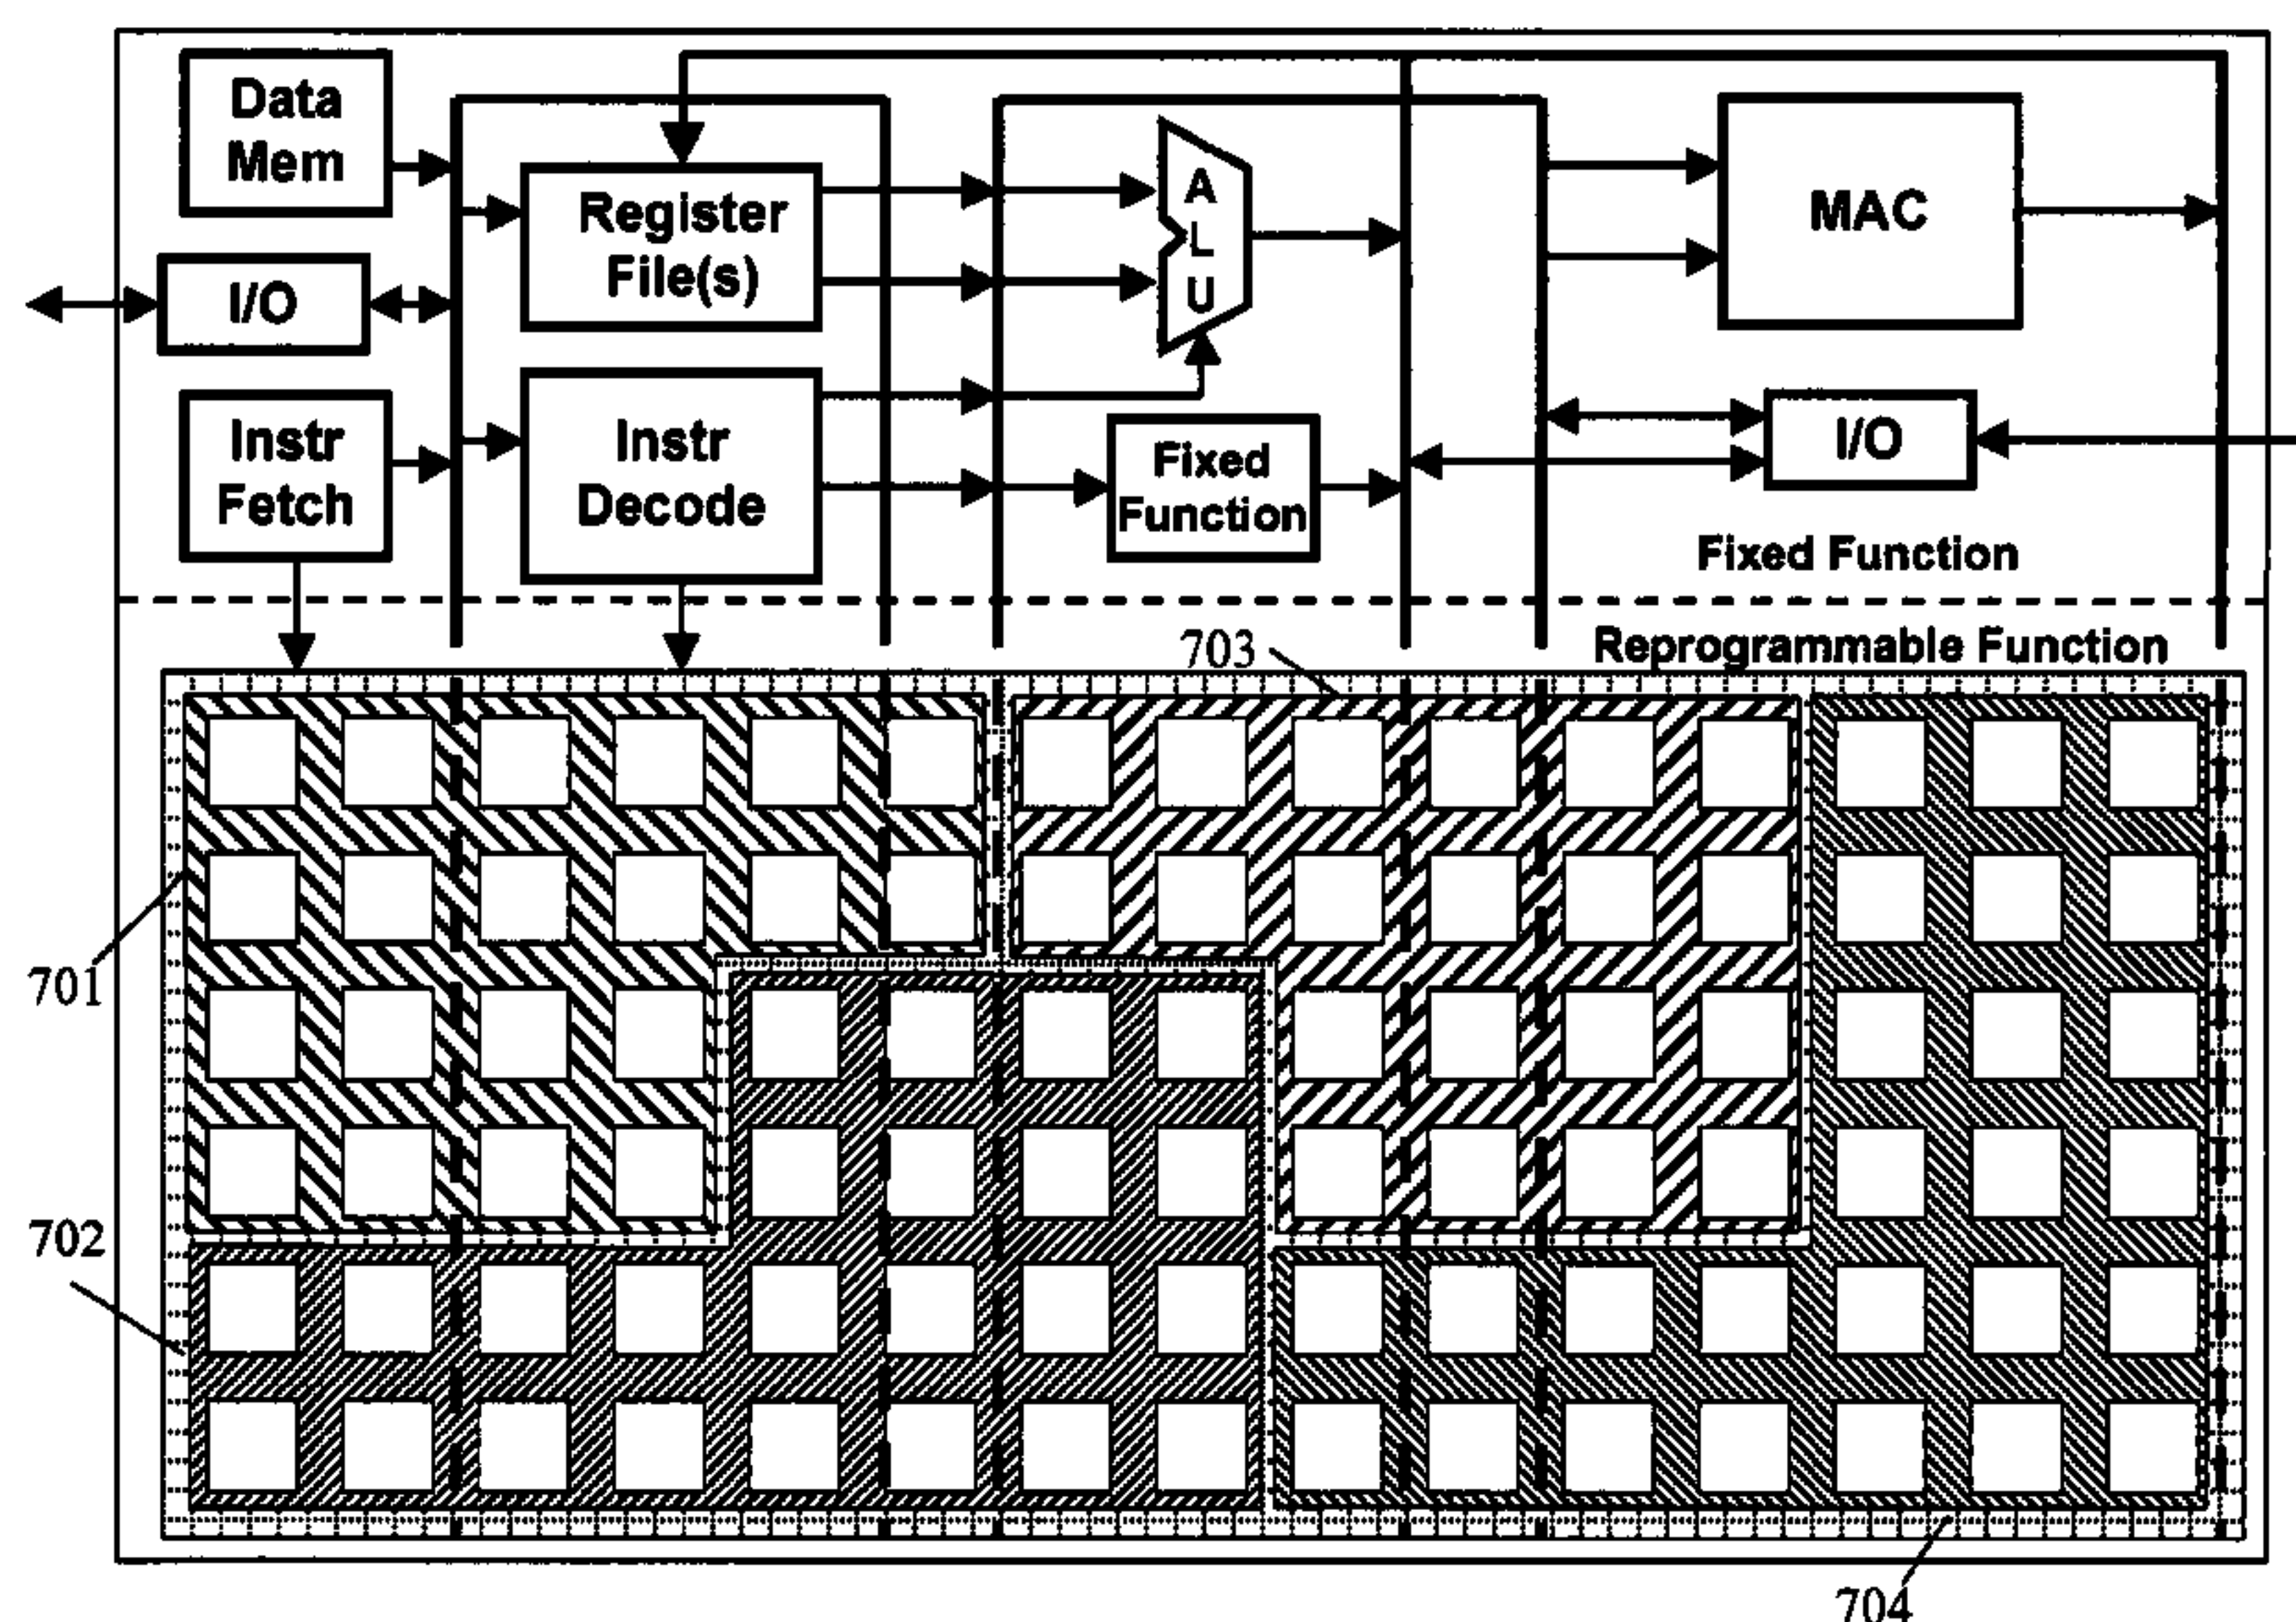 Data
Mem
Register
File(s)
A
L
U
MAC
I/O
Instr
Fetch
Instr
Decode
Fixed
Function
I/O
Fixed Function
Reprogrammable Function
703
701
702
704